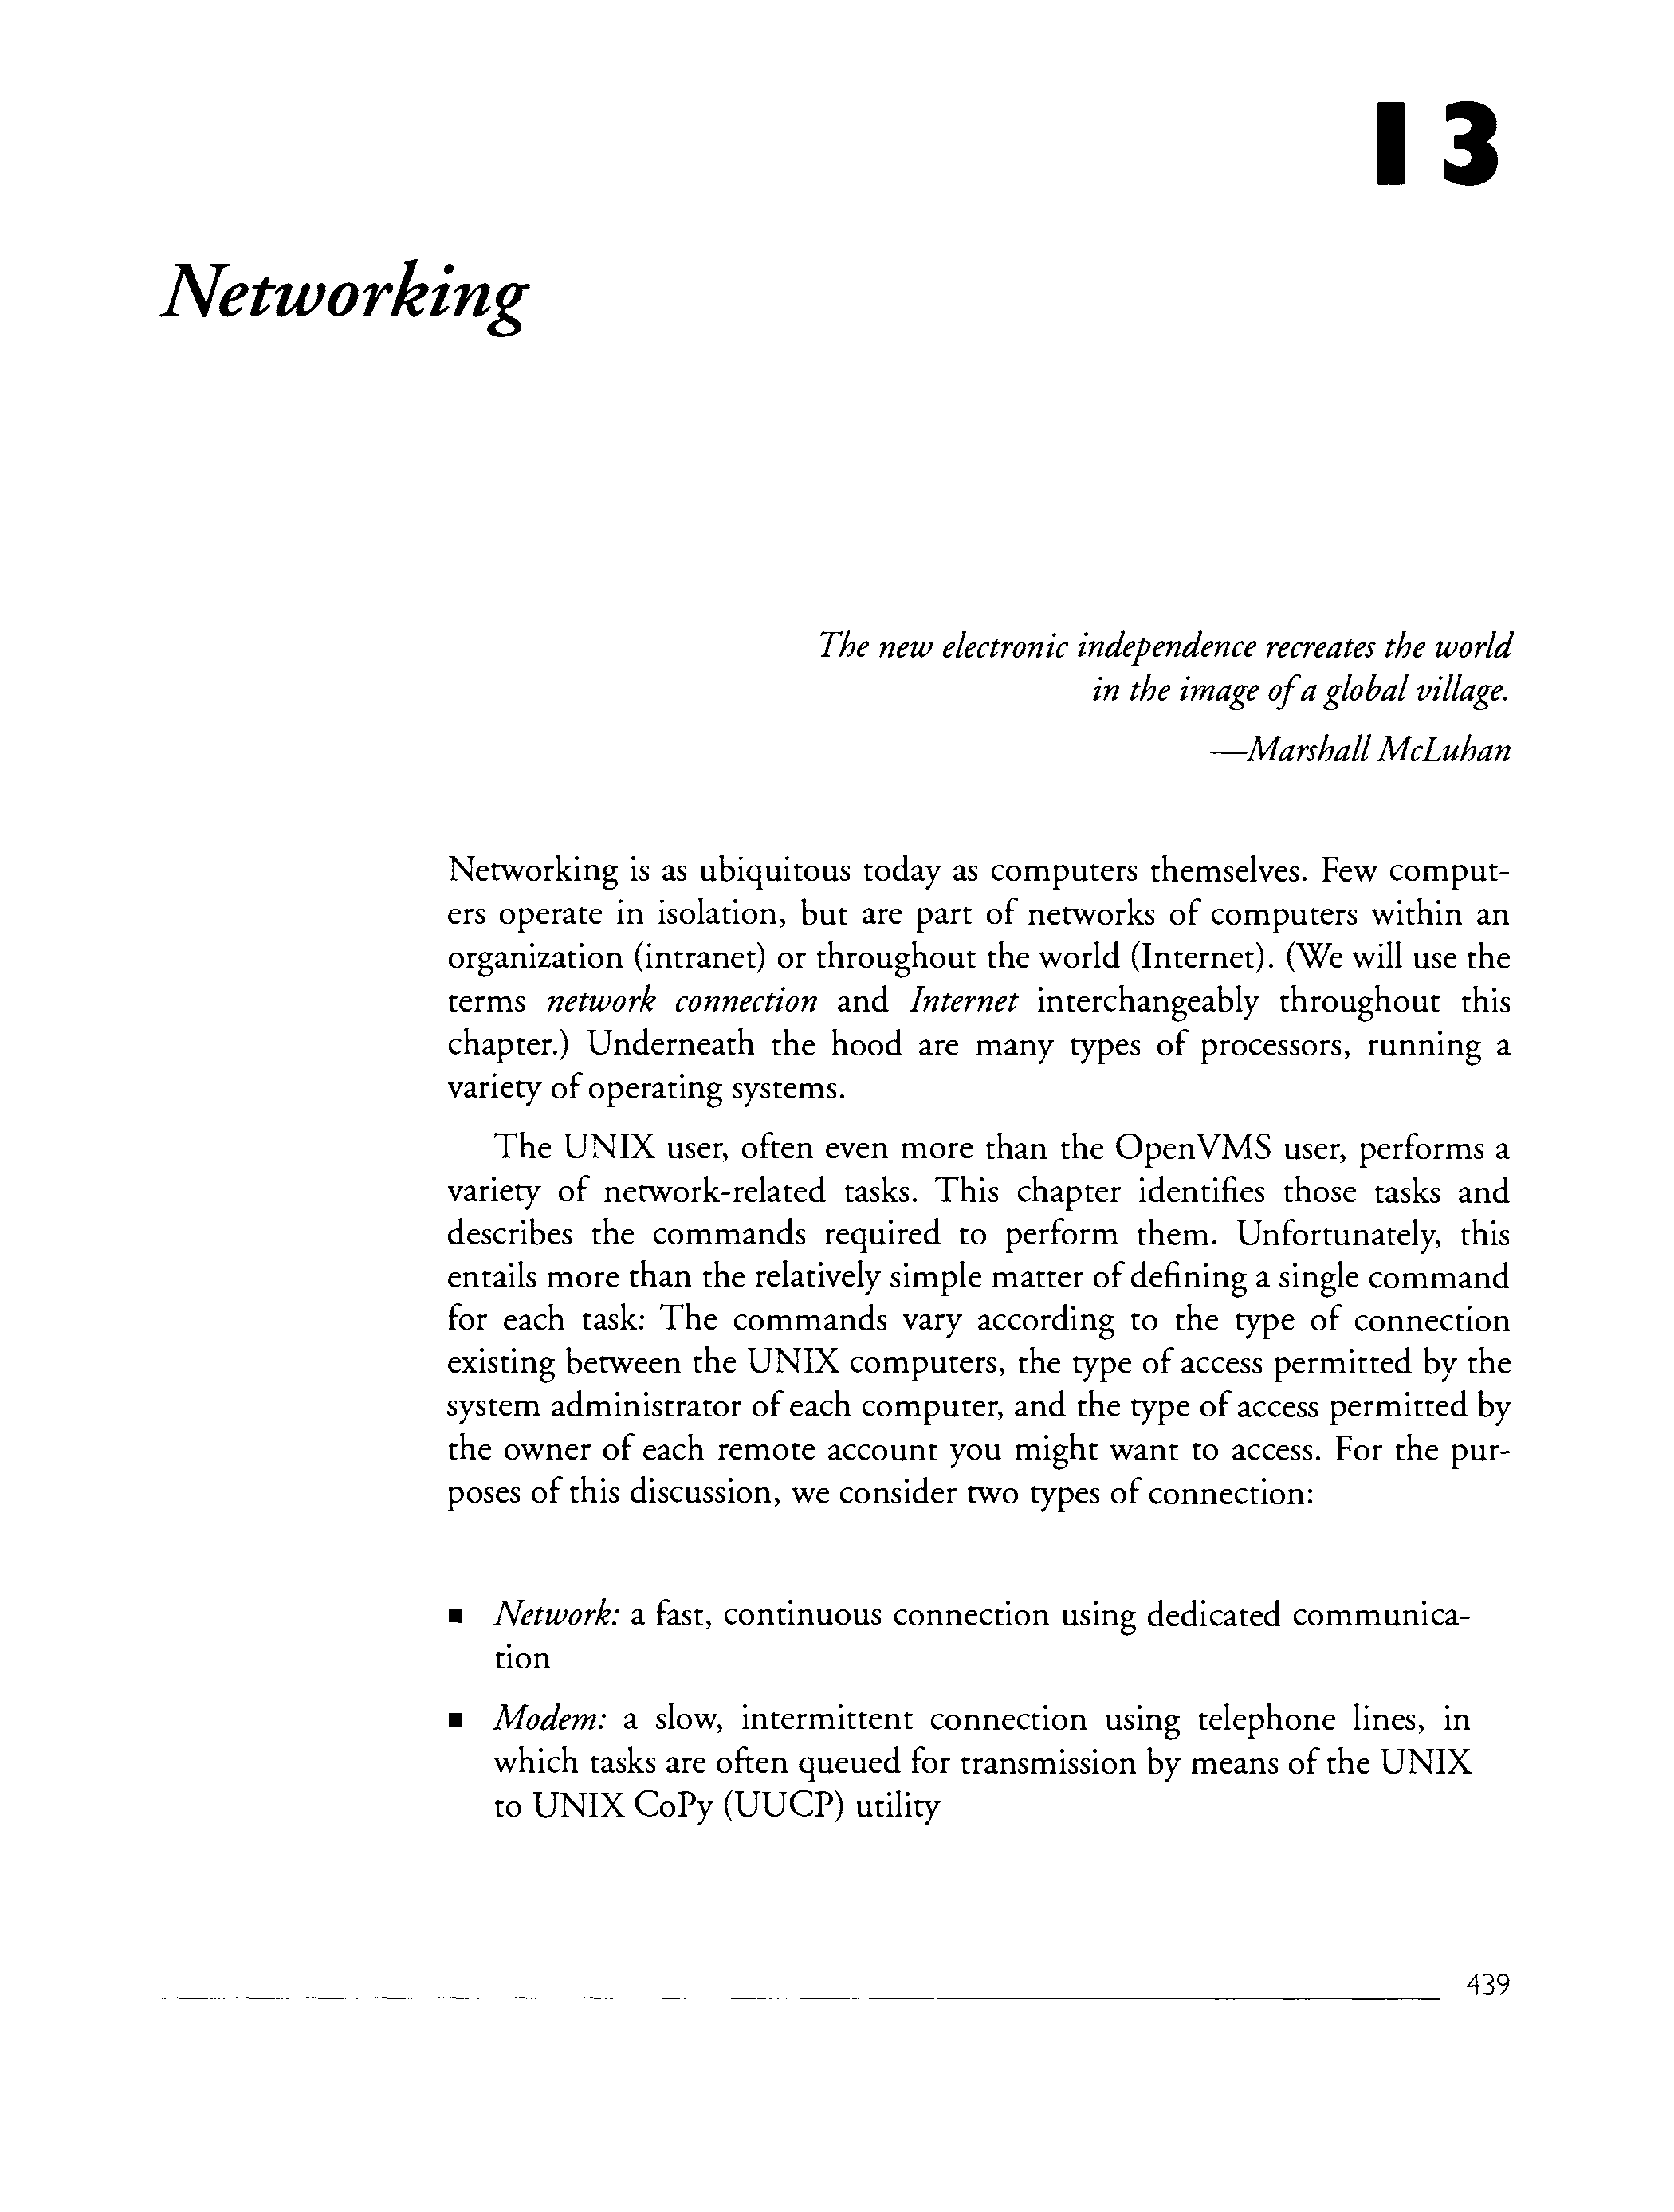 13
Networking
The new electronic independence recreates the world
in the image of a global village.
—Marshall McLuhan
Networking is as ubiquitous today as computers themselves. Few comput-
ers operate in isolation, but are part of networks of computers within an
organization (intranet) or throughout the world (Internet). (We will use the
terms network connection and Internet interchangeably throughout this
chapter.) Underneath the hood are many types of processors, running a
variety of operating systems.
The UNIX user, often even more than the OpenVMS user, performs a
variety of network-related tasks. This chapter identifies those tasks and
describes the commands required to perform them. Unfortunately, this
entails more than the relatively simple matter of defining a single command
for each task: The commands vary according to the type of connection
existing between the UNIX computers, the type of access permitted by the
system administrator of each computer, and the type of access permitted by
the owner of each remote account you might want to access. For the pur-
poses of this discussion, we consider two types of connection:
■ Network: a fast, continuous connection using dedicated communica-
tion
■ Modem: a slow, intermittent connection using telephone lines, in
which tasks are often queued for transmission by means of the UNIX
to UNIX CoPy (UUCP) utility
439